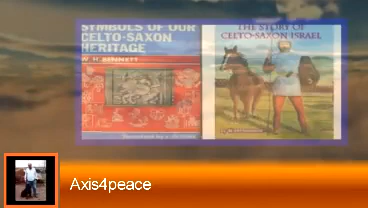 SYMBOLS OF OUR
CELTO-SAXON
HERITAGE
W. H. BENNETT
THE STORY OF
CELTO-SAXON ISRAEL
Axis4peace